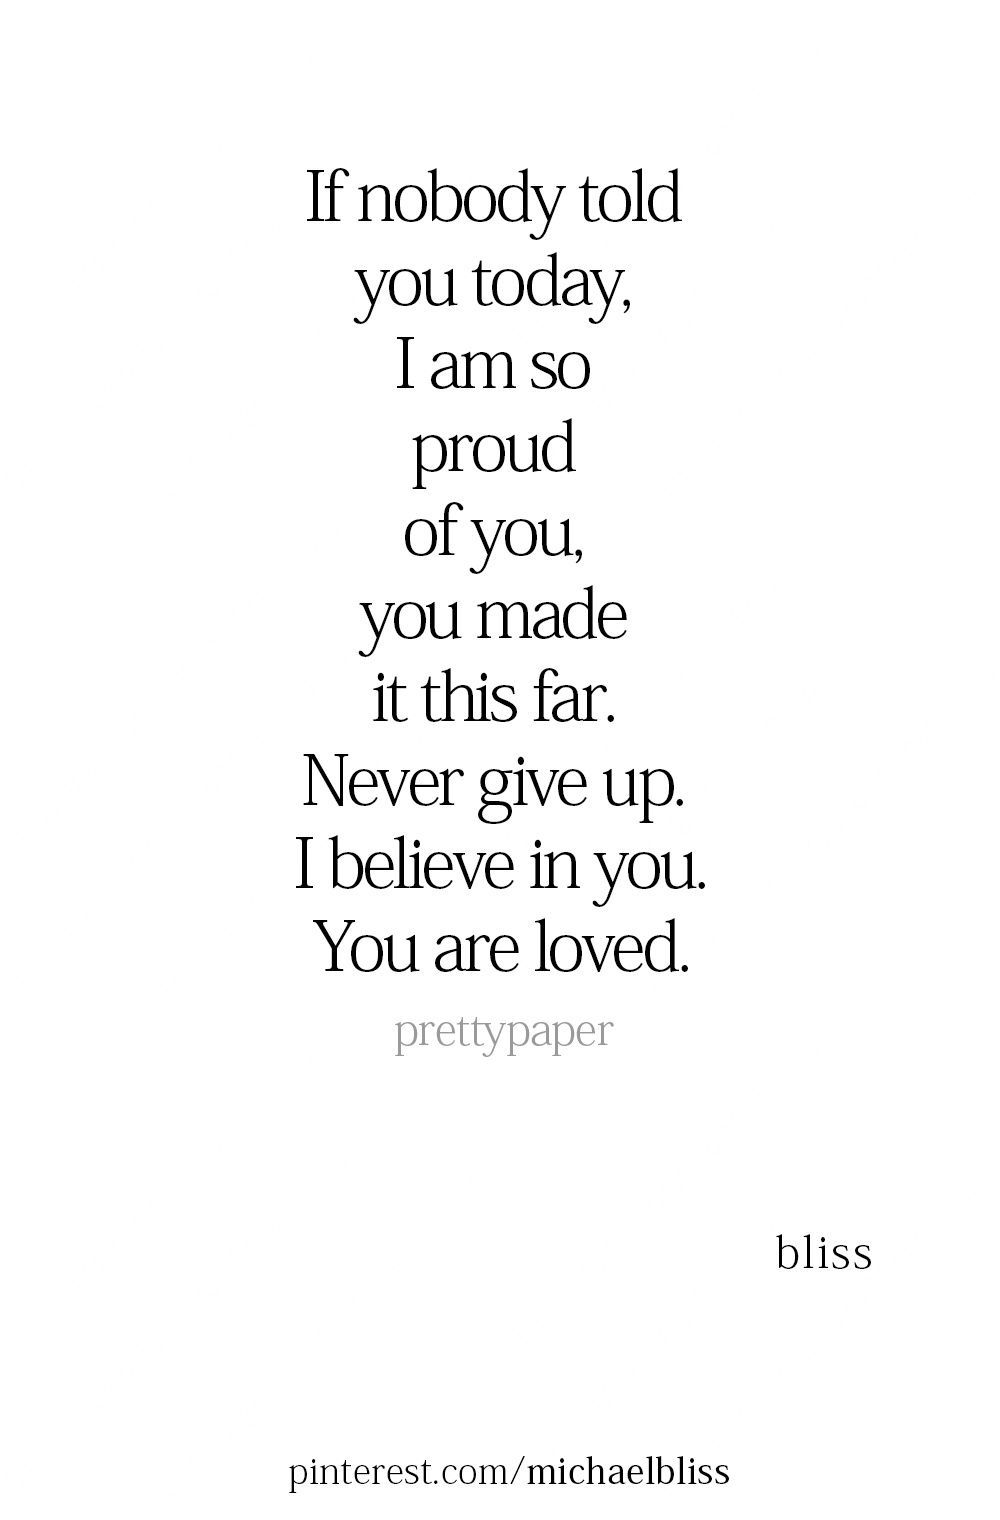 If nobody told
you today,
I am so
proud
of you,
you made
it this far.
Never give up.
I believe in you.
You are loved.
prettypaper
bliss
pinterest.com/michaelbliss